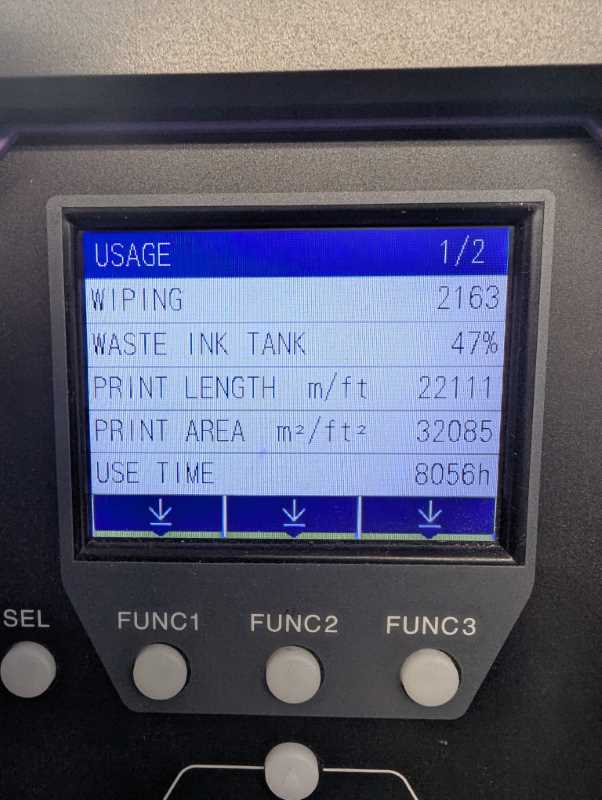 USAGE 1/2
WIPING 2163
WASTE INK TANK 47%
PRINT LENGTH m/ft 22111
PRINT AREA m²/ft² 32085
USE TIME 8056h
SEL FUNC1 FUNC2 FUNC3